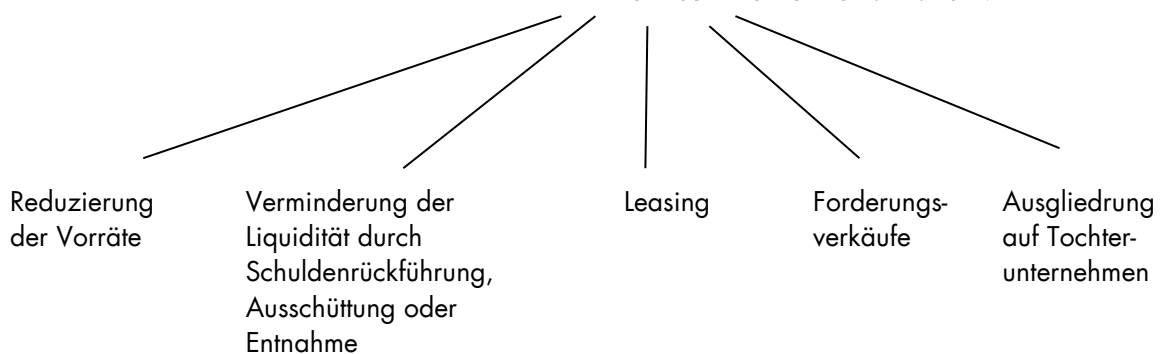 Reduzierung
der Vorräte
Verminderung der
Liquidität durch
Schuldenrückführung,
Ausschüttung oder
Entnahme
Leasing
Forderungs-
verkäufe
Ausgliedrung
auf Tochter-
unternehmen